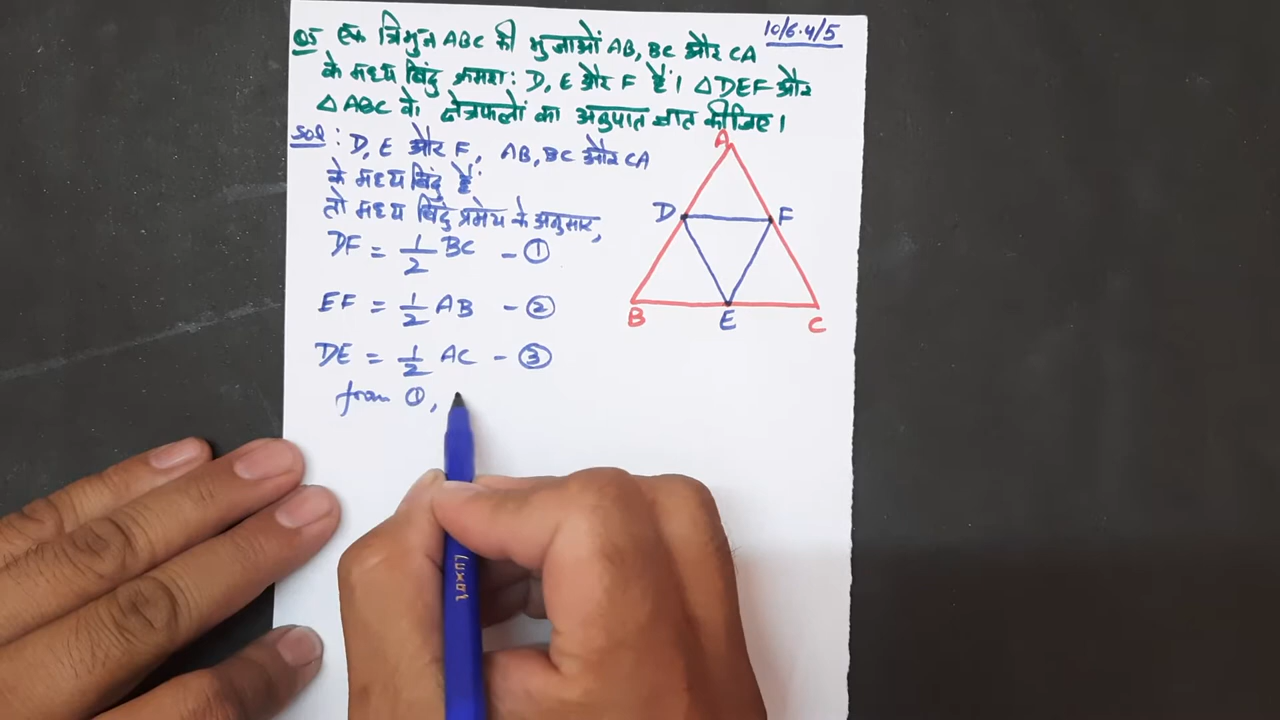 10/6.4/5
Q5 एक त्रिभुज ABC की भुजाओं AB, BC और CA
के मध्य बिंदु क्रमशः D, E और F हैं। △DEF और
△ABC के क्षेत्रफलों का अनुपात ज्ञात कीजिए।
Sol: D, E और F, AB, BC और CA
के मध्य बिंदु हैं
तो मध्य बिंदु प्रमेय के अनुसार,
DF = 1/2 BC - ①
EF = 1/2 AB - ②
DE = 1/2 AC - ③
from ①,
A
D F
B E C
Luxor